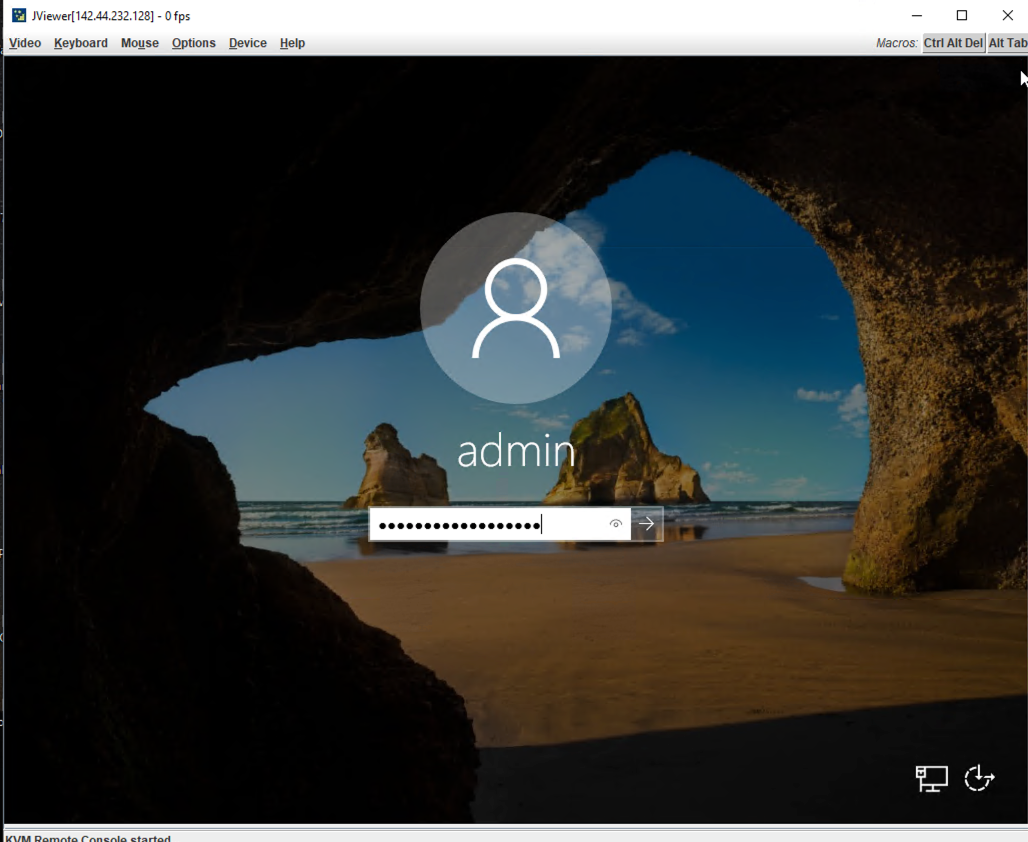 JViewer[142.44.232.128] - 0 fps
Video Keyboard Mouse Options Device Help Macros: Ctrl Alt Del Alt Tab
admin
••••••••••••••••••
KVM Remote Console started